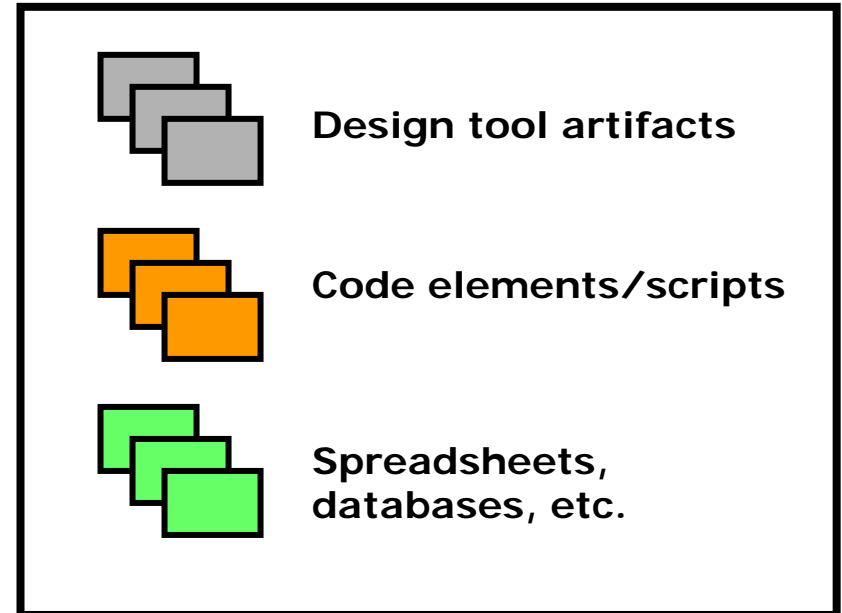 Design tool artifacts
Code elements/scripts
Spreadsheets,
databases, etc.